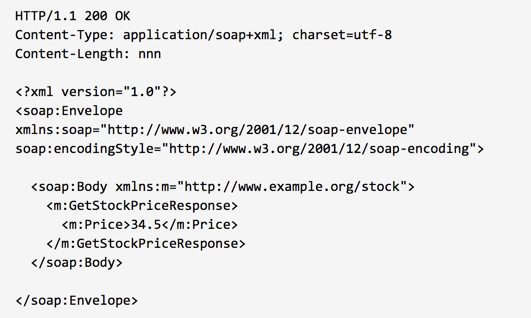 HTTP/1.1 200 OK
Content-Type: application/soap+xml; charset=utf-8
Content-Length: nnn

<?xml version="1.0"?>
<soap:Envelope
xmlns:soap="http://www.w3.org/2001/12/soap-envelope"
soap:encodingStyle="http://www.w3.org/2001/12/soap-encoding">

  <soap:Body xmlns:m="http://www.example.org/stock">
    <m:GetStockPriceResponse>
      <m:Price>34.5</m:Price>
    </m:GetStockPriceResponse>
  </soap:Body>

</soap:Envelope>